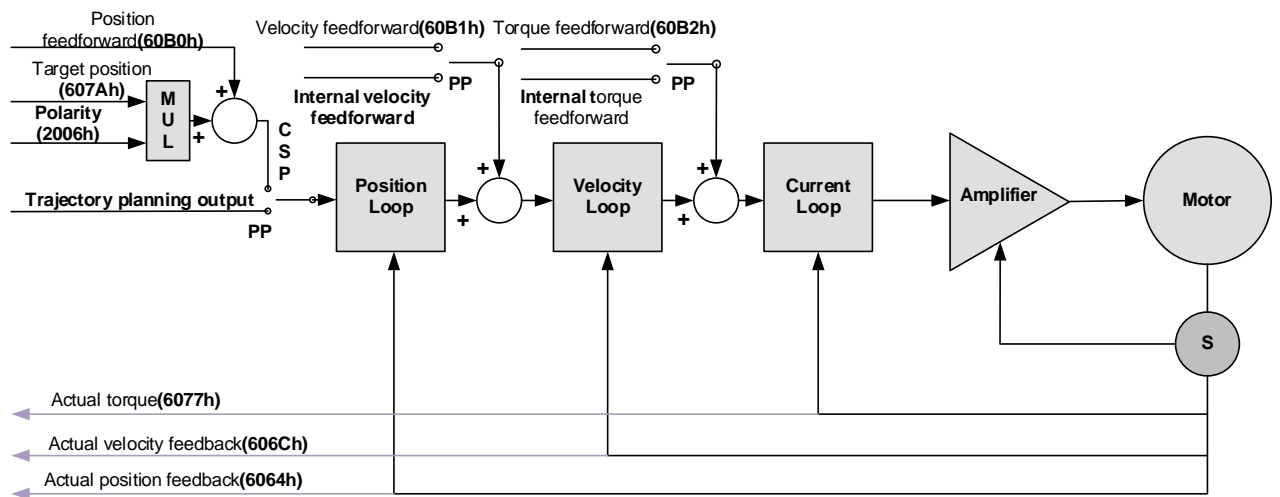 Position
feedforward(60B0h)
Velocity feedforward(60B1h)
Torque feedforward(60B2h)
Target position
(607Ah)
Polarity
(2006h)
M
U
L
+
+
C
S
P
PP
Internal velocity
feedforward
PP
Internal torque
feedforward
Trajectory planning output
PP
Position
Loop
+
+
Velocity
Loop
+
+
Current
Loop
Amplifier
Motor
S
Actual torque(6077h)
Actual velocity feedback(606Ch)
Actual position feedback(6064h)